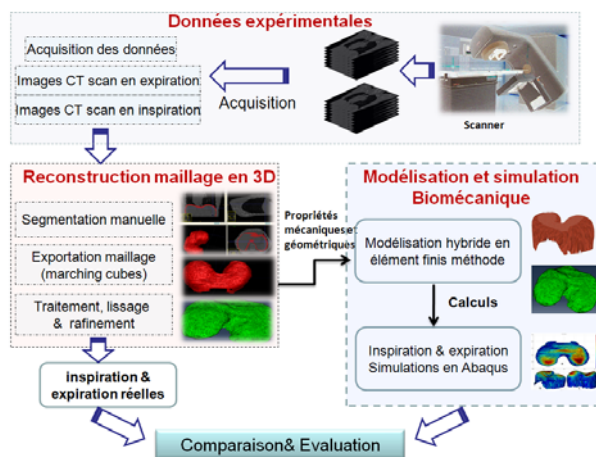 Données expérimentales
Acquisition des données
Images CT scan en expiration
Images CT scan en inspiration
Acquisition
Scanner
Reconstruction maillage en 3D
Segmentation manuelle
Exportation maillage
(marching cubes)
Traitement, lissage
& rafinement
inspiration &
expiration réelles
Propriétés
mécaniques et
géométriques
Modélisation et simulation
Biomécanique
Modélisation hybride en
élément finis méthode
Calculs
Inspiration & expiration
Simulations en Abaqus
Comparaison& Evaluation